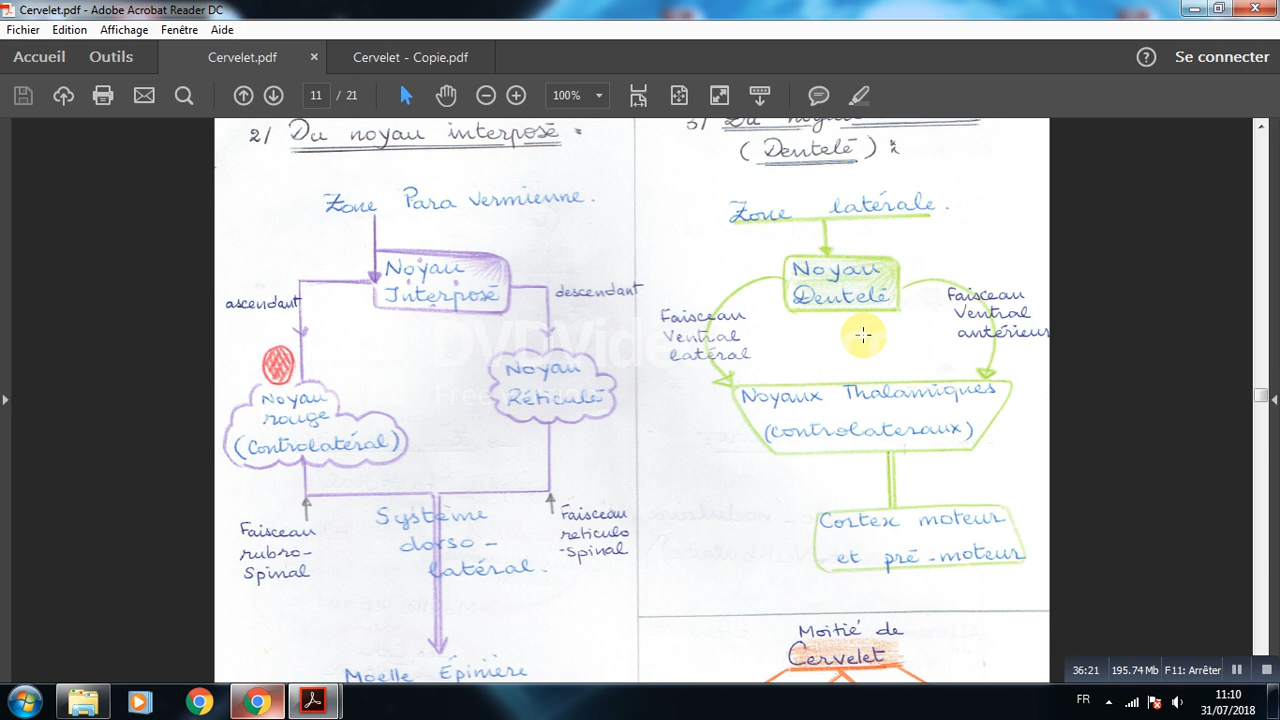 Cervelet.pdf - Adobe Acrobat Reader DC
Fichier Edition Affichage Fenêtre Aide
Accueil Outils Cervelet.pdf × Cervelet - Copie.pdf ? Se connecter
11 / 21 100%
2/ Du noyau interposé :
Zone Para vermienne.
Noyau
Interposé
ascendant
descendant
Noyau
rouge
(Controlatéral)
Noyau
Réticulé
Faisceau
rubro-
Spinal
Système
dorso-
latéral.
Faisceau
reticulo
-Spinal
Moelle Épinière
3/ Du
(Dentelé) :
Zone latérale.
Noyau
Dentelé
Faisceau
Ventral
latéral
Faisceau
Ventral
antérieur
Noyaux Thalamiques
(controlateraux)
Cortex moteur
et pré-moteur
Moitié de
Cervelet
36:21 195.74 Mb F11: Arrêter
FR
11:10
31/07/2018